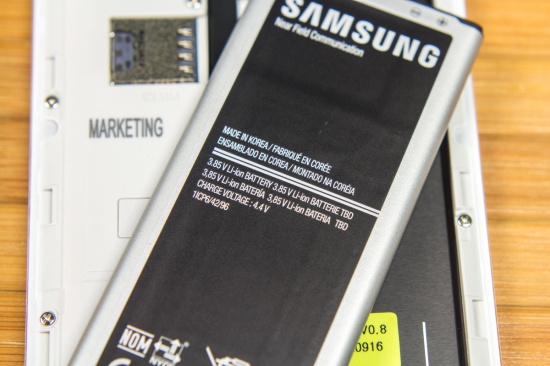 SAMSUNG
Near Field Communication
MARKETING
MADE IN KOREA / FABRIQUÉ EN CORÉE
ENSAMBLADO EN COREA / MONTADO NA CORÉIA
3.85 V Li-ion BATTERY 3.85 V Li-ion BATTERIE TBD
3.85 V Li-ion BATERÍA 3.85 V Li-ion BATERIA TBD
CHARGE VOLTAGE : 4.4 V
1ICP6/42/96
NOM
V0.8
0916